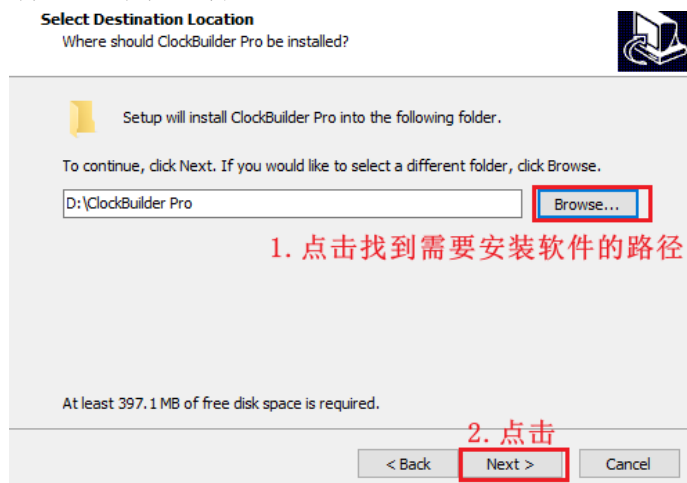 Select Destination Location
Where should ClockBuilder Pro be installed?
Setup will install ClockBuilder Pro into the following folder.
To continue, click Next. If you would like to select a different folder, click Browse.
D:\ClockBuilder Pro
Browse...
1.点击找到需要安装软件的路径
At least 397.1 MB of free disk space is required.
2.点击
< Back
Next >
Cancel